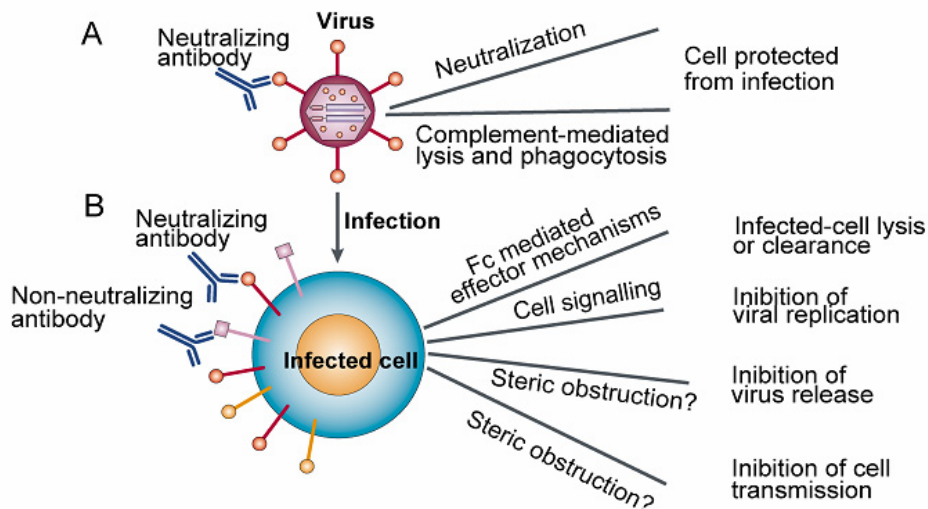 A
Virus
Neutralizing
antibody
Neutralization
Complement-mediated
lysis and phagocytosis
Cell protected
from infection
B
Infection
Neutralizing
antibody
Non-neutralizing
antibody
Infected cell
Fc mediated
effector mechanisms
Infected-cell lysis
or clearance
Cell signalling
Inibition of
viral replication
Steric obstruction?
Inibition of
virus release
Steric obstruction?
Inibition of cell
transmission